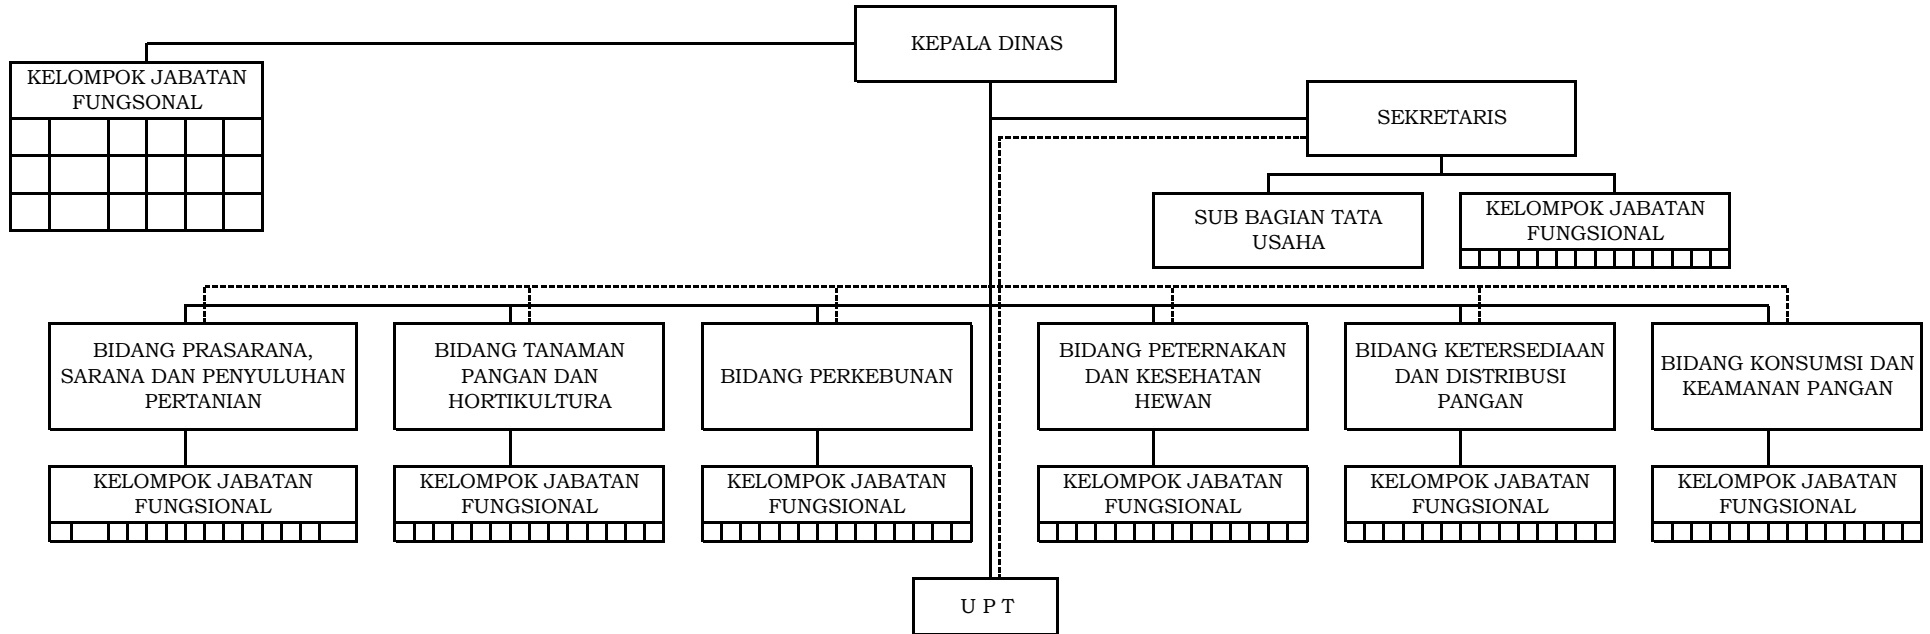 KEPALA DINAS
KELOMPOK JABATAN
FUNGSONAL
SEKRETARIS
SUB BAGIAN TATA
USAHA
KELOMPOK JABATAN
FUNGSIONAL
BIDANG PRASARANA,
SARANA DAN PENYULUHAN
PERTANIAN
BIDANG TANAMAN
PANGAN DAN
HORTIKULTURA
BIDANG PERKEBUNAN
BIDANG PETERNAKAN
DAN KESEHATAN
HEWAN
BIDANG KETERSEDIAAN
DAN DISTRIBUSI
PANGAN
BIDANG KONSUMSI DAN
KEAMANAN PANGAN
KELOMPOK JABATAN
FUNGSIONAL
KELOMPOK JABATAN
FUNGSIONAL
KELOMPOK JABATAN
FUNGSIONAL
KELOMPOK JABATAN
FUNGSIONAL
KELOMPOK JABATAN
FUNGSIONAL
KELOMPOK JABATAN
FUNGSIONAL
U P T